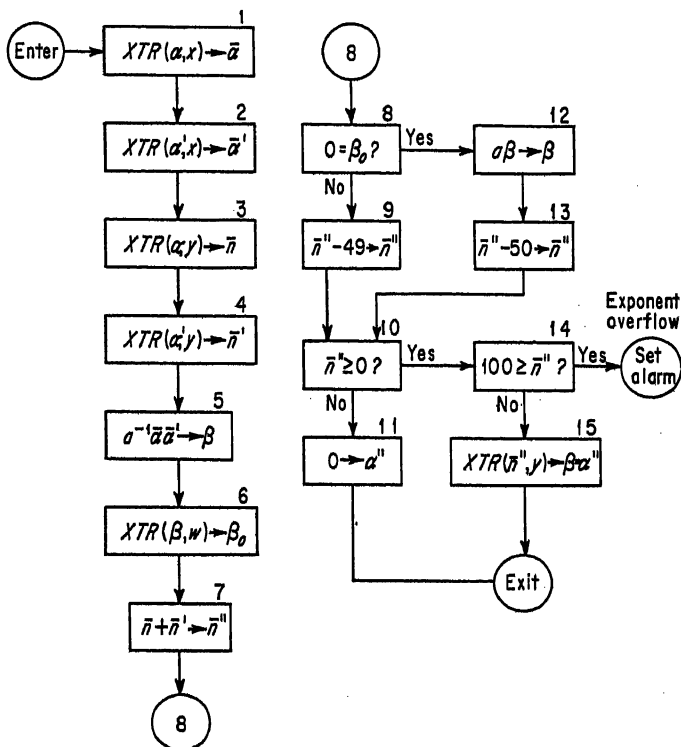 Enter
1
XTR(α,x)→ᾱ
2
XTR(α',x)→ᾱ'
3
XTR(α,y)→n̄
4
XTR(α',y)→n̄'
5
a⁻¹ᾱᾱ'→β
6
XTR(β,w)→β₀
7
n̄+n̄'→n̄"
8
8
8
0=β₀?
Yes
No
12
aβ→β
9
n̄"-49→n̄"
13
n̄"-50→n̄"
10
n̄"≥0?
Yes
No
Exponent
overflow
14
100≥n̄"?
Yes
No
Set
alarm
11
0→α"
15
XTR(n̄",y)→β=α"
Exit